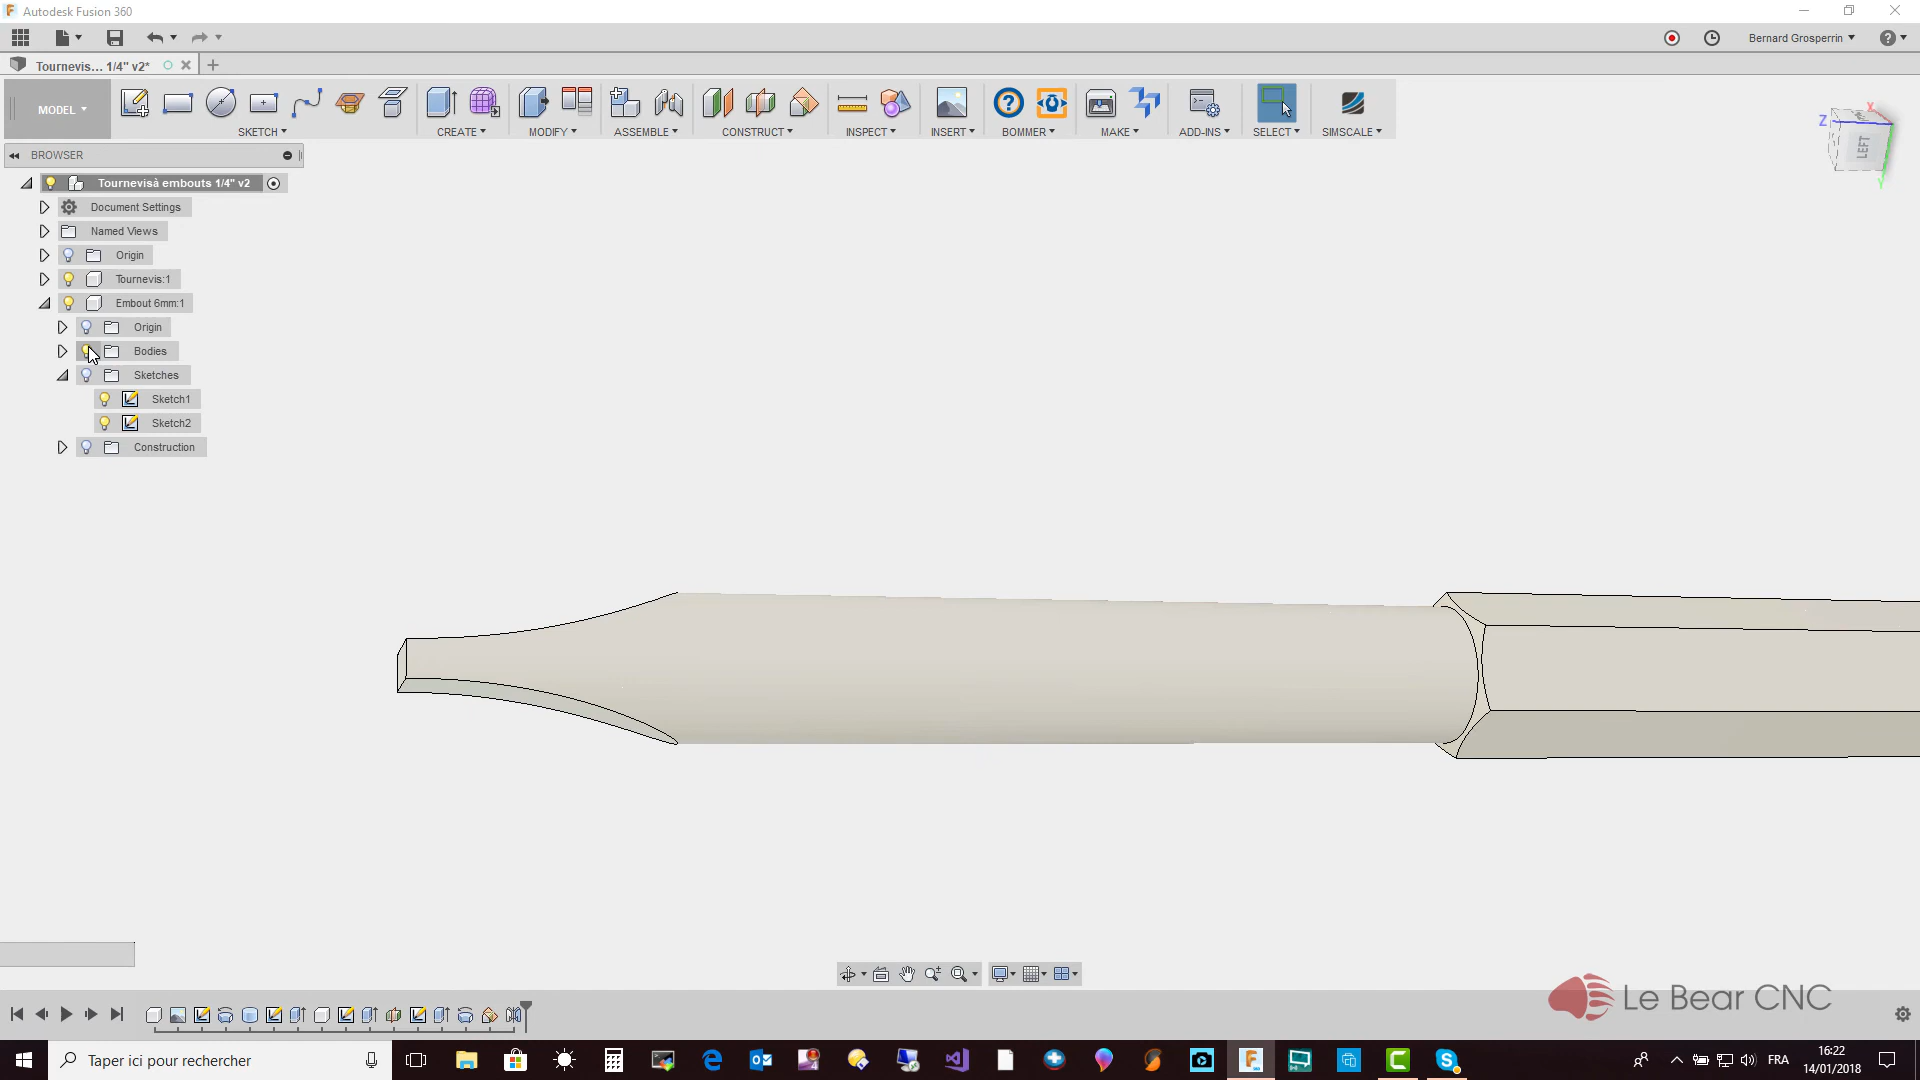 Autodesk Fusion 360
Bernard Grosperrin
Tournevis... 1/4" v2*
MODEL
SKETCH
CREATE
MODIFY
ASSEMBLE
CONSTRUCT
INSPECT
INSERT
BOMMER
MAKE
ADD-INS
SELECT
SIMSCALE
BROWSER
X
Z
LEFT
Y
Tournevisà embouts 1/4" v2
Document Settings
Named Views
Origin
Tournevis:1
Embout 6mm:1
Origin
Bodies
Sketches
Sketch1
Sketch2
Construction
Le Bear CNC
Taper ici pour rechercher
FRA
16:22
14/01/2018